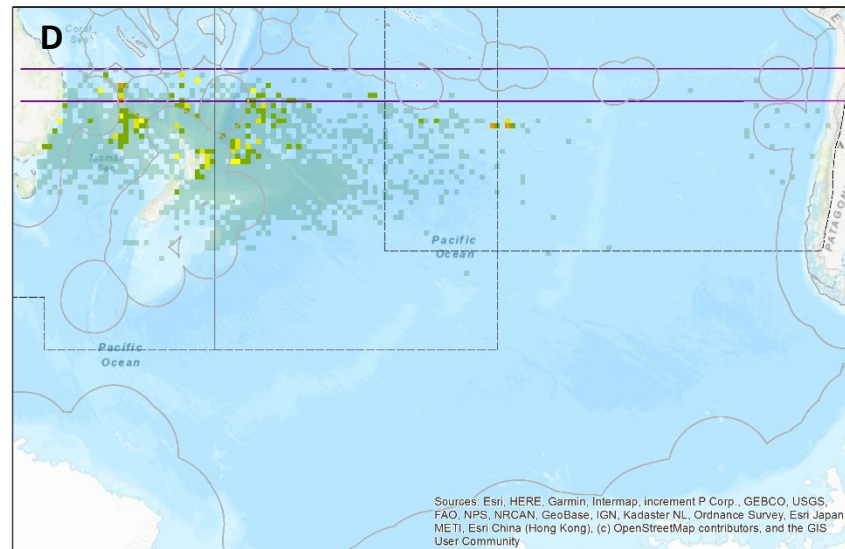 D
Coral
Sea
Tasman
Sea
Pacific
Ocean
Pacific
Ocean
PATAGONIA
Sources: Esri, HERE, Garmin, Intermap, increment P Corp., GEBCO, USGS,
FAO, NPS, NRCAN, GeoBase, IGN, Kadaster NL, Ordnance Survey, Esri Japan,
METI, Esri China (Hong Kong), (c) OpenStreetMap contributors, and the GIS
User Community